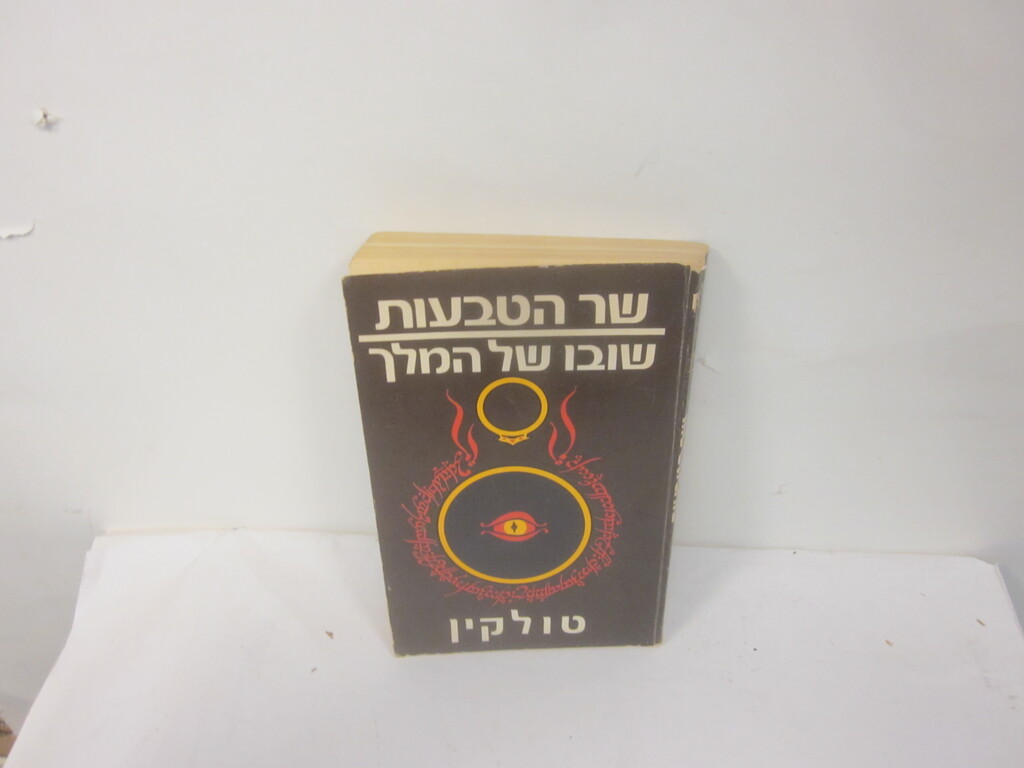 שר הטבעות
שובו של המלך
טולקין